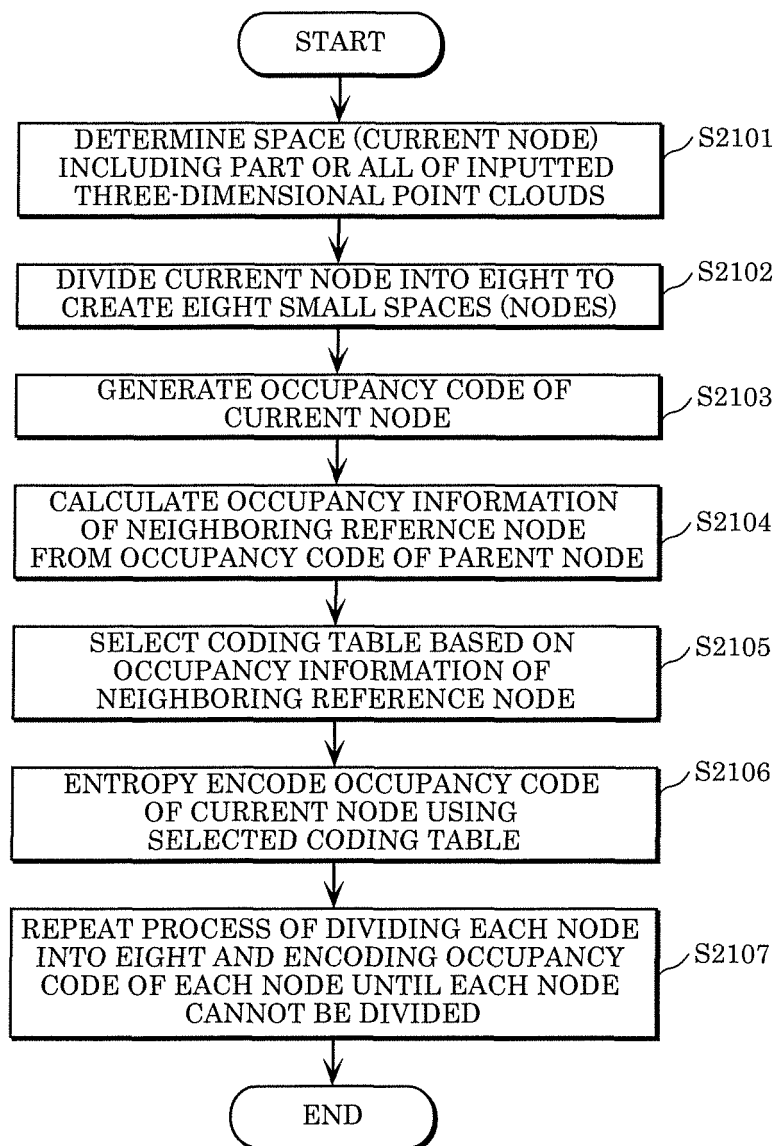 START
DETERMINE SPACE (CURRENT NODE)
INCLUDING PART OR ALL OF INPUTTED
THREE-DIMENSIONAL POINT CLOUDS
S2101
DIVIDE CURRENT NODE INTO EIGHT TO
CREATE EIGHT SMALL SPACES (NODES)
S2102
GENERATE OCCUPANCY CODE OF
CURRENT NODE
S2103
CALCULATE OCCUPANCY INFORMATION
OF NEIGHBORING REFERNCE NODE
FROM OCCUPANCY CODE OF PARENT NODE
S2104
SELECT CODING TABLE BASED ON
OCCUPANCY INFORMATION OF
NEIGHBORING REFERENCE NODE
S2105
ENTROPY ENCODE OCCUPANCY CODE
OF CURRENT NODE USING
SELECTED CODING TABLE
S2106
REPEAT PROCESS OF DIVIDING EACH NODE
INTO EIGHT AND ENCODING OCCUPANCY
CODE OF EACH NODE UNTIL EACH NODE
CANNOT BE DIVIDED
S2107
END